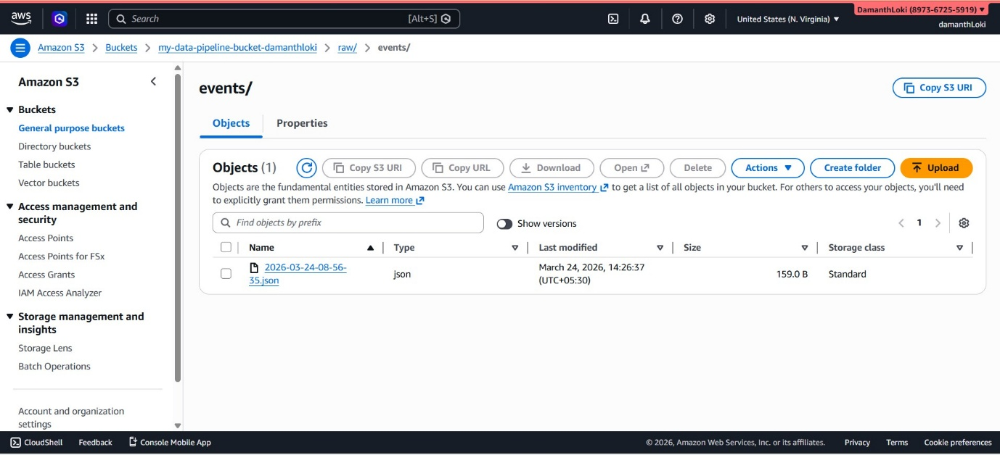 aws
Search [Alt+S]
United States (N. Virginia)
DamanthLoki (8973-6725-5919)
damanthLoki
Amazon S3 > Buckets > my-data-pipeline-bucket-damanthloki > raw/ > events/
Amazon S3
Buckets
General purpose buckets
Directory buckets
Table buckets
Vector buckets
Access management and
security
Access Points
Access Points for FSx
Access Grants
IAM Access Analyzer
Storage management and
insights
Storage Lens
Batch Operations
Account and organization
settings
events/
Copy S3 URI
Objects Properties
Objects (1) Copy S3 URI Copy URL Download Open Delete Actions Create folder Upload
Objects are the fundamental entities stored in Amazon S3. You can use Amazon S3 inventory to get a list of all objects in your bucket. For others to access your objects, you'll need
to explicitly grant them permissions. Learn more
Find objects by prefix Show versions 1
Name Type Last modified Size Storage class
2026-03-24-08-56-
35.json
json
March 24, 2026, 14:26:37
(UTC+05:30)
159.0 B
Standard
CloudShell Feedback Console Mobile App © 2026, Amazon Web Services, Inc. or its affiliates. Privacy Terms Cookie preferences